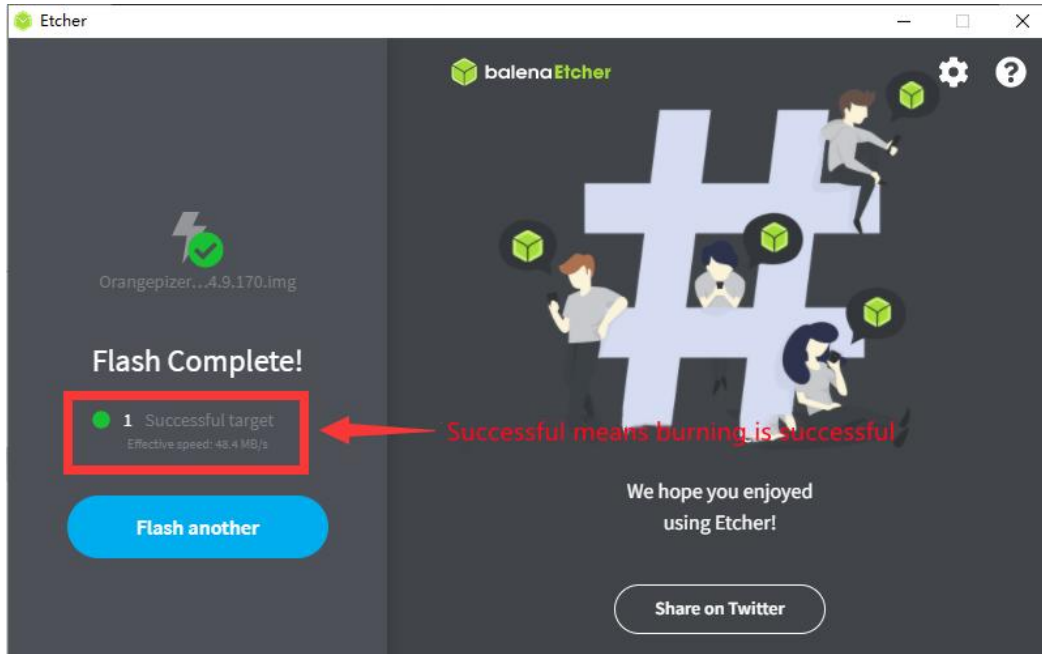 Etcher
balenaEtcher
Orangepizer...4.9.170.img
Flash Complete!
1 Successful target
Effective speed: 48.4 MB/s
Successful means burning is successful
Flash another
We hope you enjoyed
using Etcher!
Share on Twitter